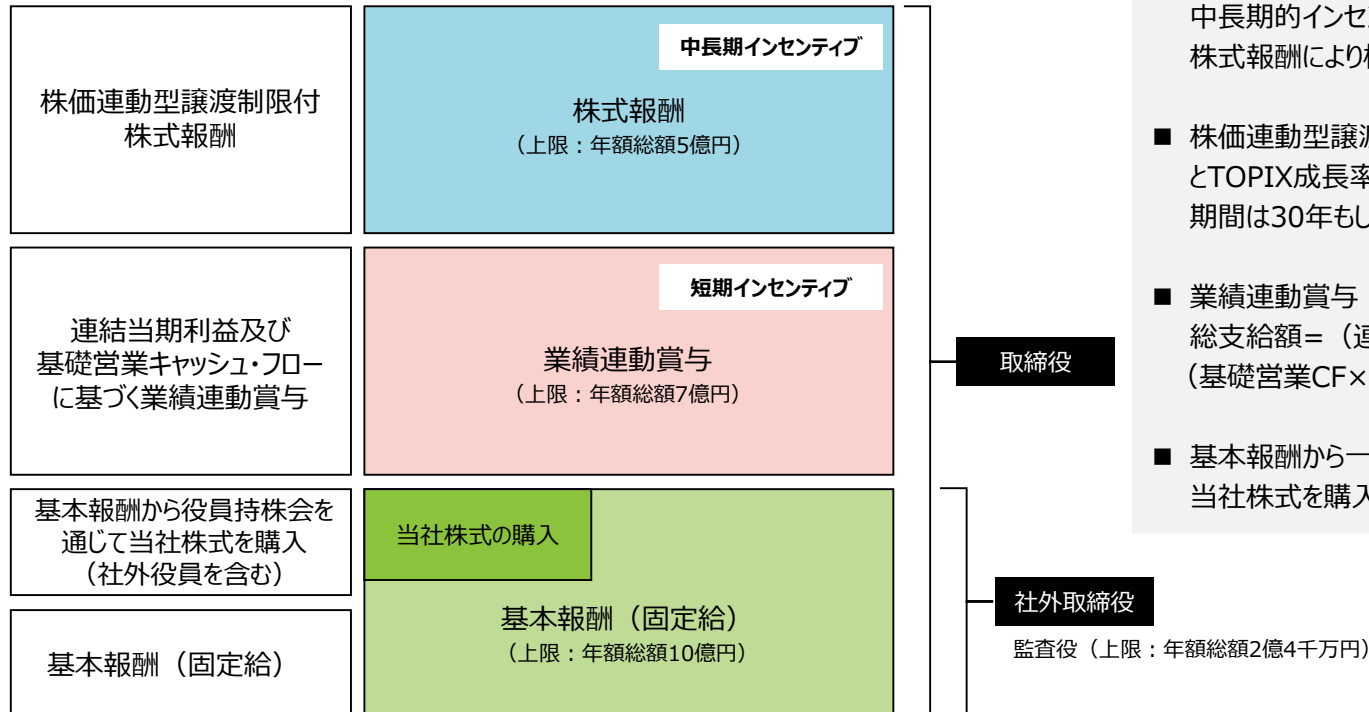 株価連動型譲渡制限付
株式報酬
中長期インセンティブ
株式報酬
（上限：年額総額5億円）
連結当期利益及び
基礎営業キャッシュ・フロー
に基づく業績連動賞与
短期インセンティブ
業績連動賞与
（上限：年額総額7億円）
基本報酬から役員持株会を
通じて当社株式を購入
（社外役員を含む）
当社株式の購入
基本報酬（固定給）
基本報酬（固定給）
（上限：年額総額10億円）
取締役
社外取締役
監査役（上限：年額総額2億4千万円）
中長期的インセ
株式報酬により
■ 株価連動型譲
とTOPIX成長率
期間は30年もし
■ 業績連動賞与
総支給額=（連
（基礎営業CF×
■ 基本報酬から一
当社株式を購入